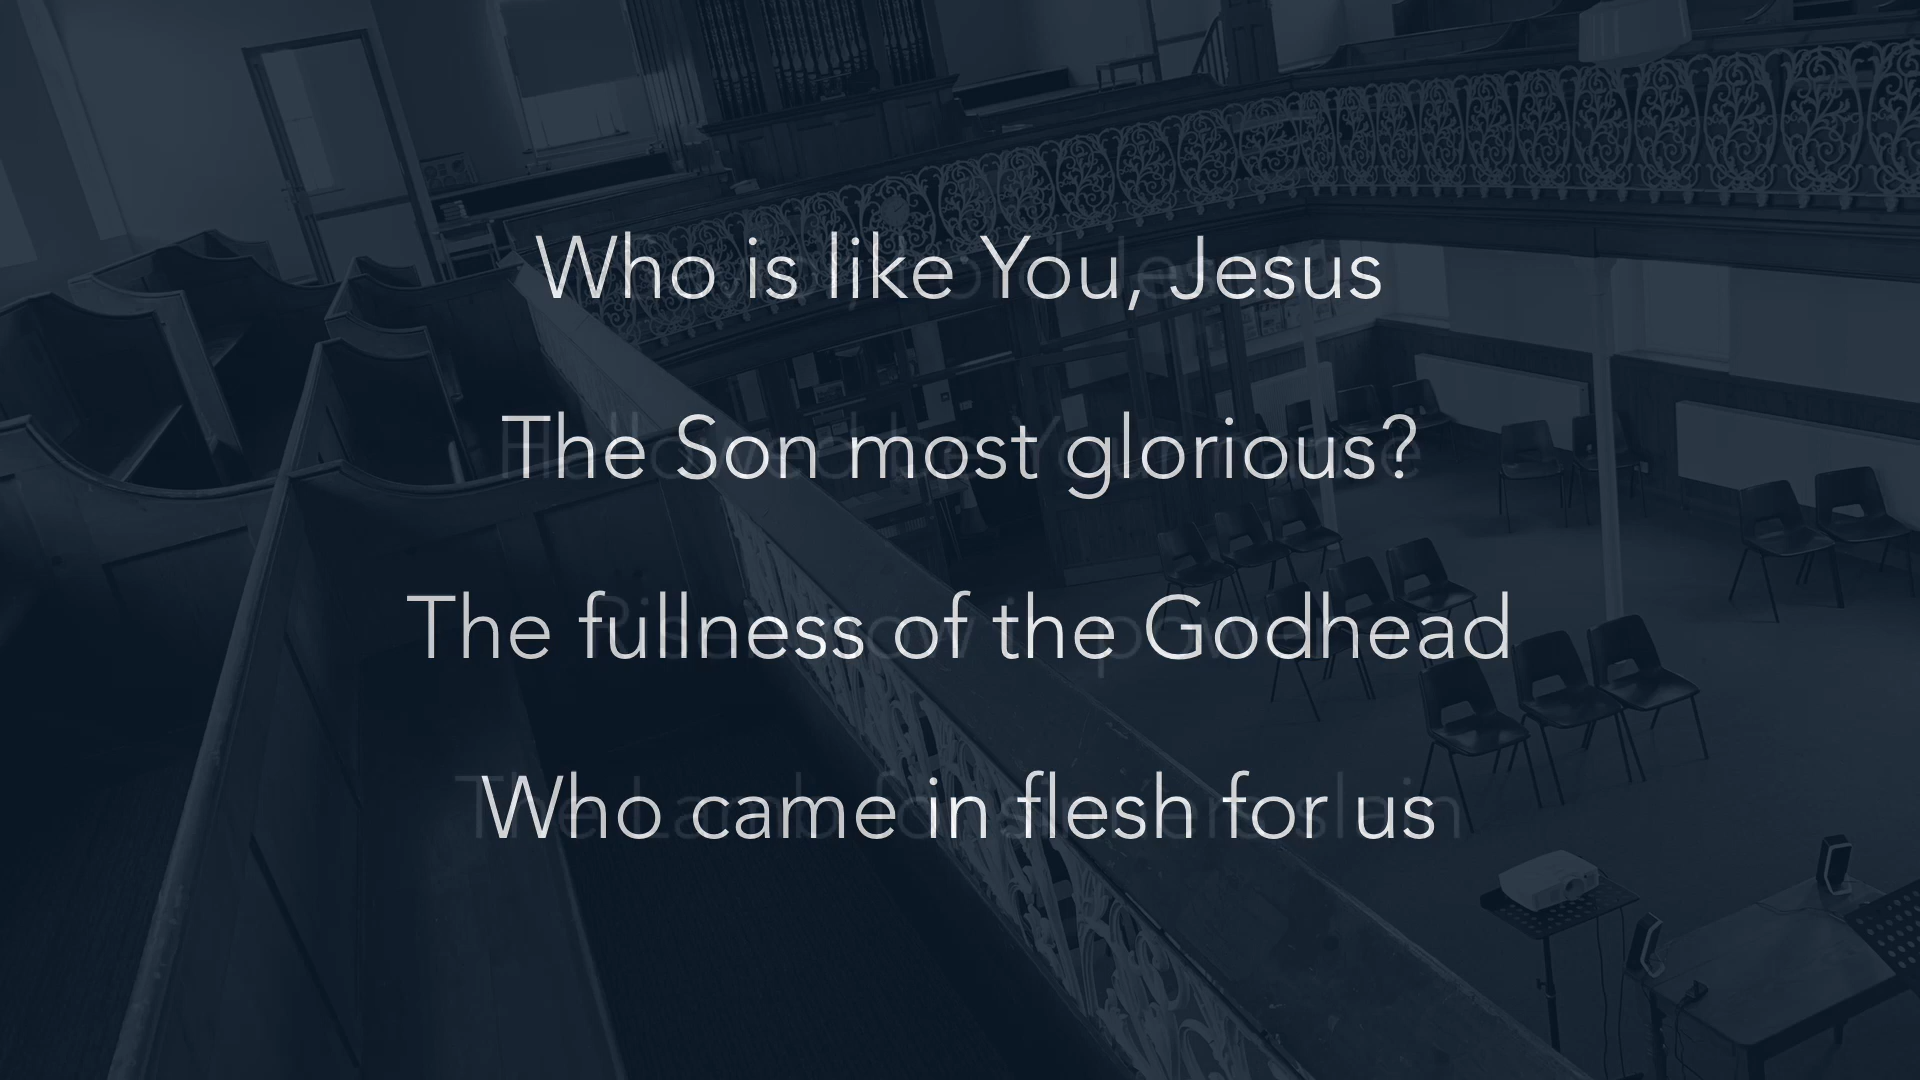 Who is like You, Jesus
The Son most glorious?
The fullness of the Godhead
Who came in flesh for us